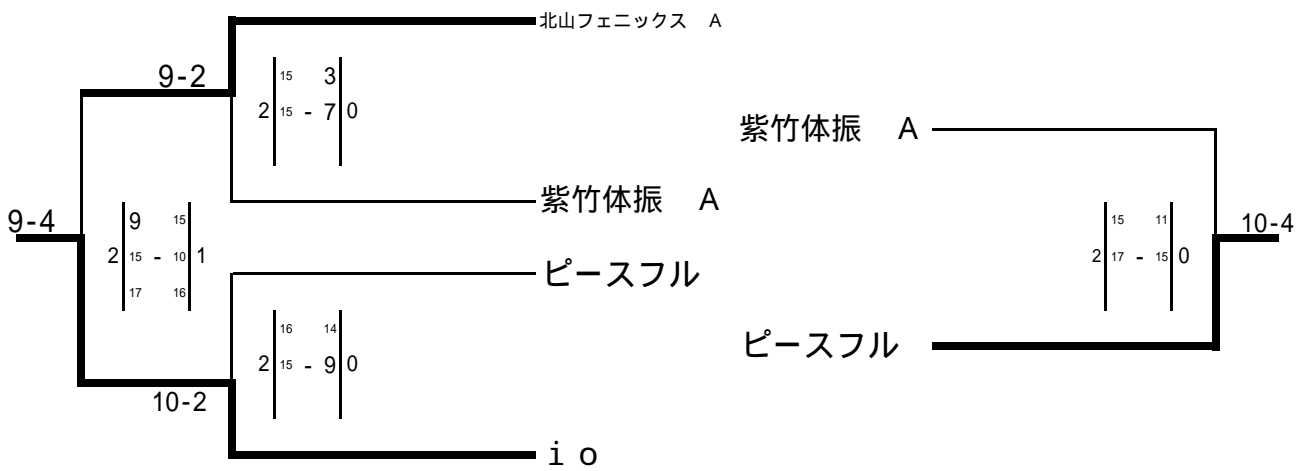 北山フェニックス A
9-2
15 3
2 15 - 7 0
紫竹体振 A
9-4
9 15
2 15 - 10 1
17 16
ピースフル
16 14
2 15 - 9 0
10-2
i o
紫竹体振 A
10-4
15 11
2 17 - 15 0
ピースフル